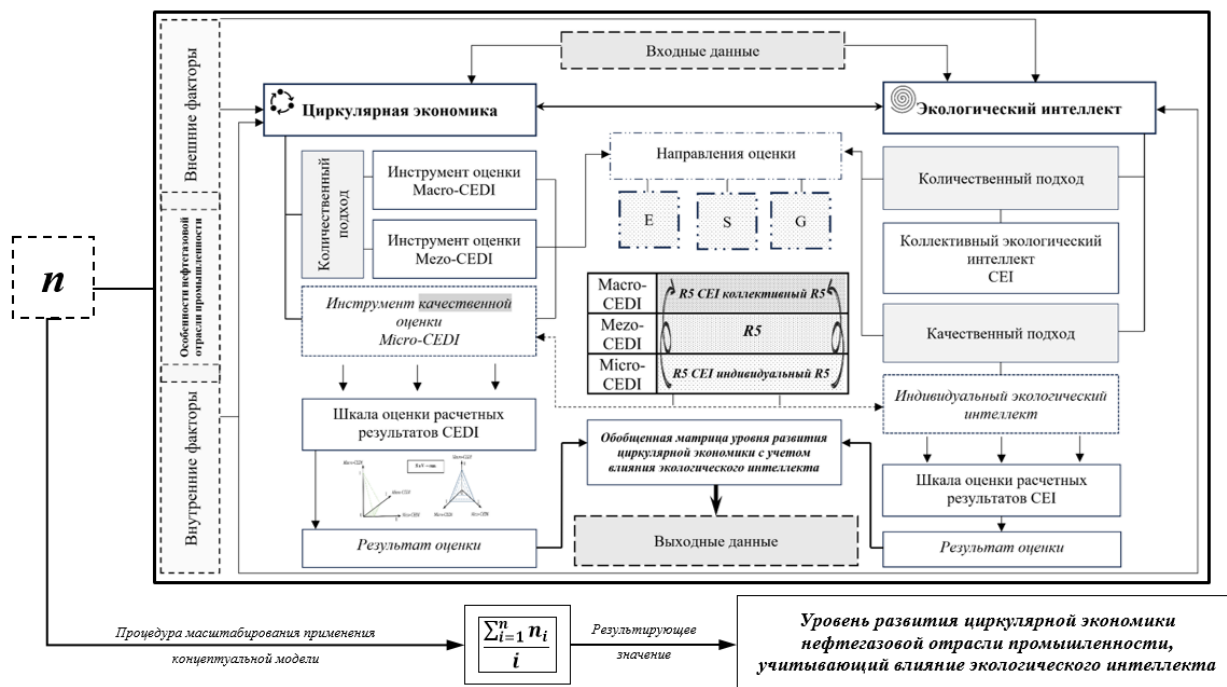 Входные данные
Внешние факторы
Особенности нефтегазовой
отрасли промышленности
Внутренние факторы
n
Циркулярная экономика
Экологический интеллект
Количественный
подход
Инструмент оценки
Macro-CEDI
Инструмент оценки
Mezo-CEDI
Инструмент качественной
оценки
Micro-CEDI
Шкала оценки расчетных
результатов CEDI
Результат оценки
Направления оценки
E
S
G
Macro-
CEDI
R5 CEI коллективный R5
Mezo-
CEDI
R5
Micro-
CEDI
R5 CEI индивидуальный R5
Обобщенная матрица уровня развития
циркулярной экономики с учетом
влияния экологического интеллекта
Выходные данные
Количественный подход
Коллективный экологический
интеллект
CEI
Качественный подход
Индивидуальный экологический
интеллект
Шкала оценки расчетных
результатов CEI
Результат оценки
Процедура масштабирования применения
концептуальной модели
∑ⁿᵢ₌₁ nᵢ
i
Результирующее
значение
Уровень развития циркулярной экономики
нефтегазовой отрасли промышленности,
учитывающий влияние экологического интеллекта